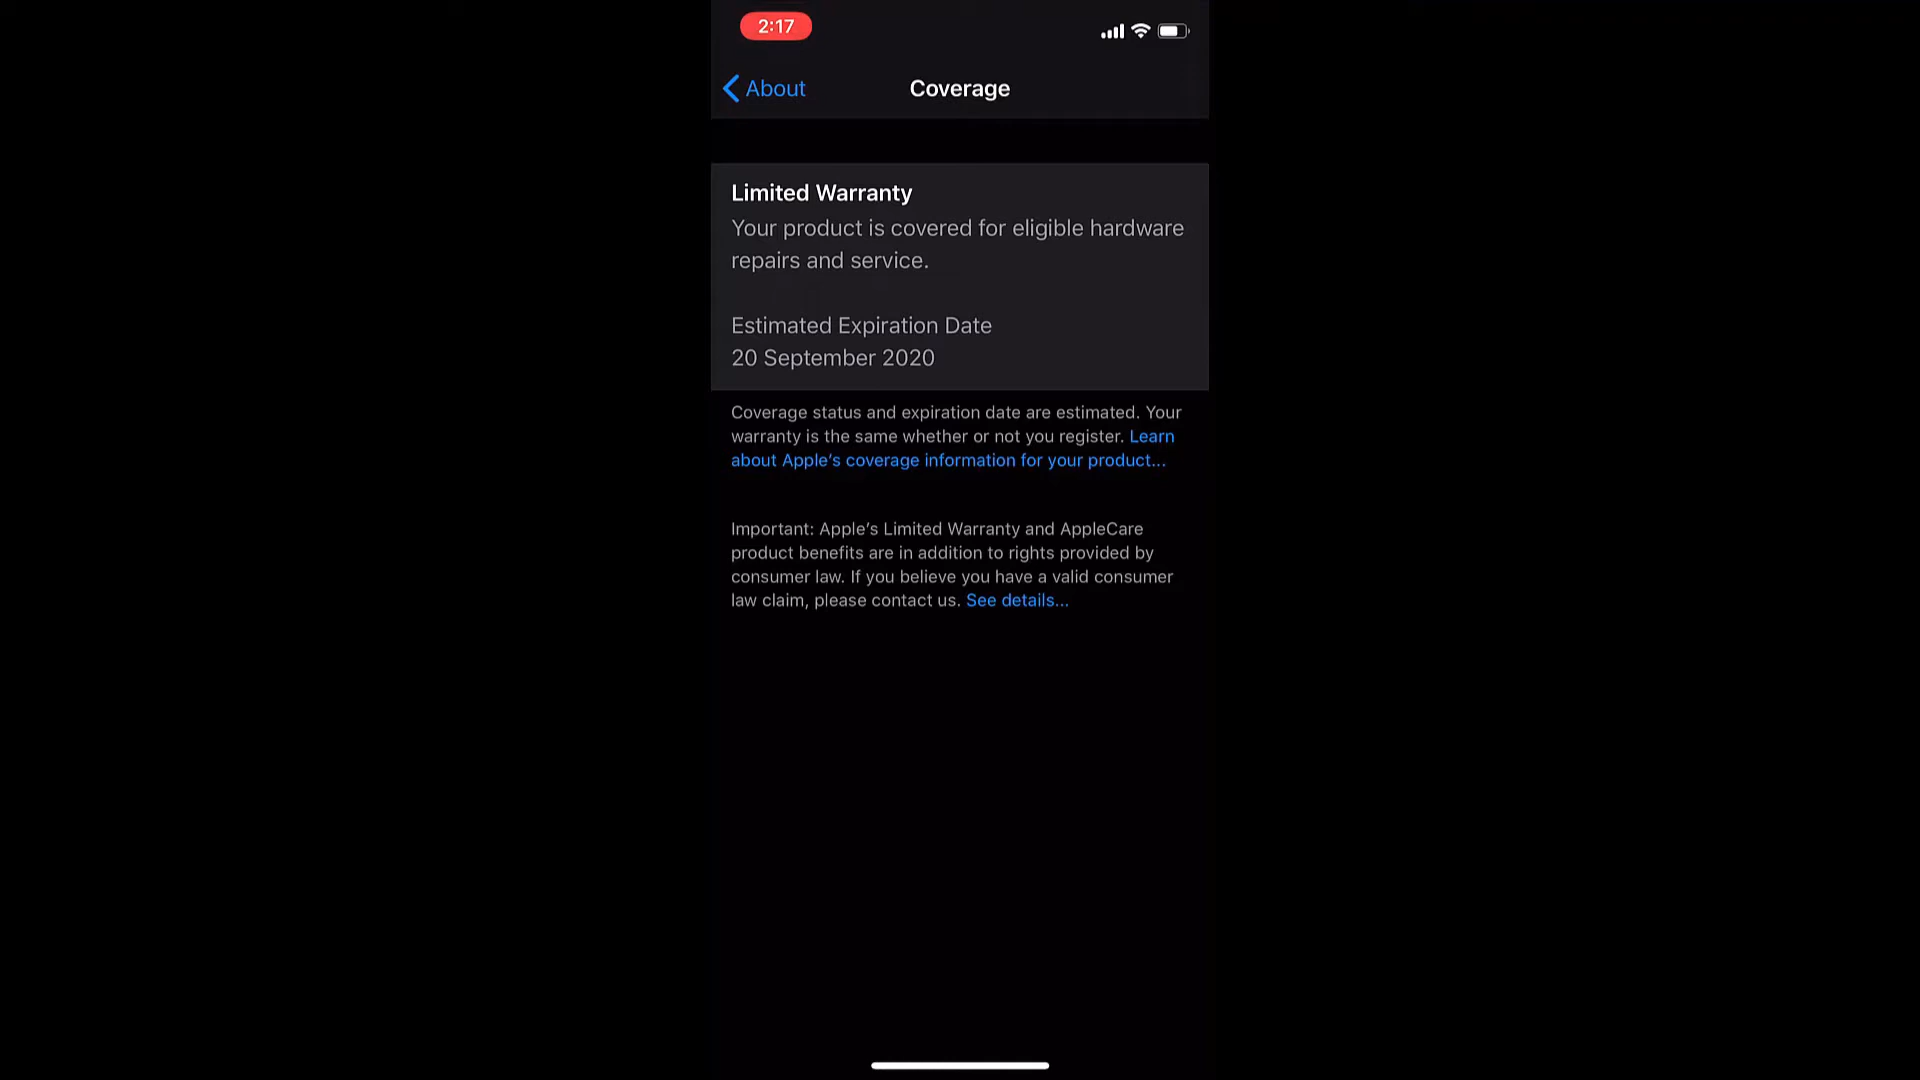 2:17
About
Coverage
Limited Warranty
Your product is covered for eligible hardware
repairs and service.
Estimated Expiration Date
20 September 2020
Coverage status and expiration date are estimated. Your
warranty is the same whether or not you register. Learn
about Apple’s coverage information for your product...
Important: Apple’s Limited Warranty and AppleCare
product benefits are in addition to rights provided by
consumer law. If you believe you have a valid consumer
law claim, please contact us. See details...